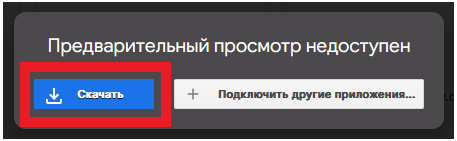 Предварительный просмотр недоступен
Скачать
Подключить другие приложения...